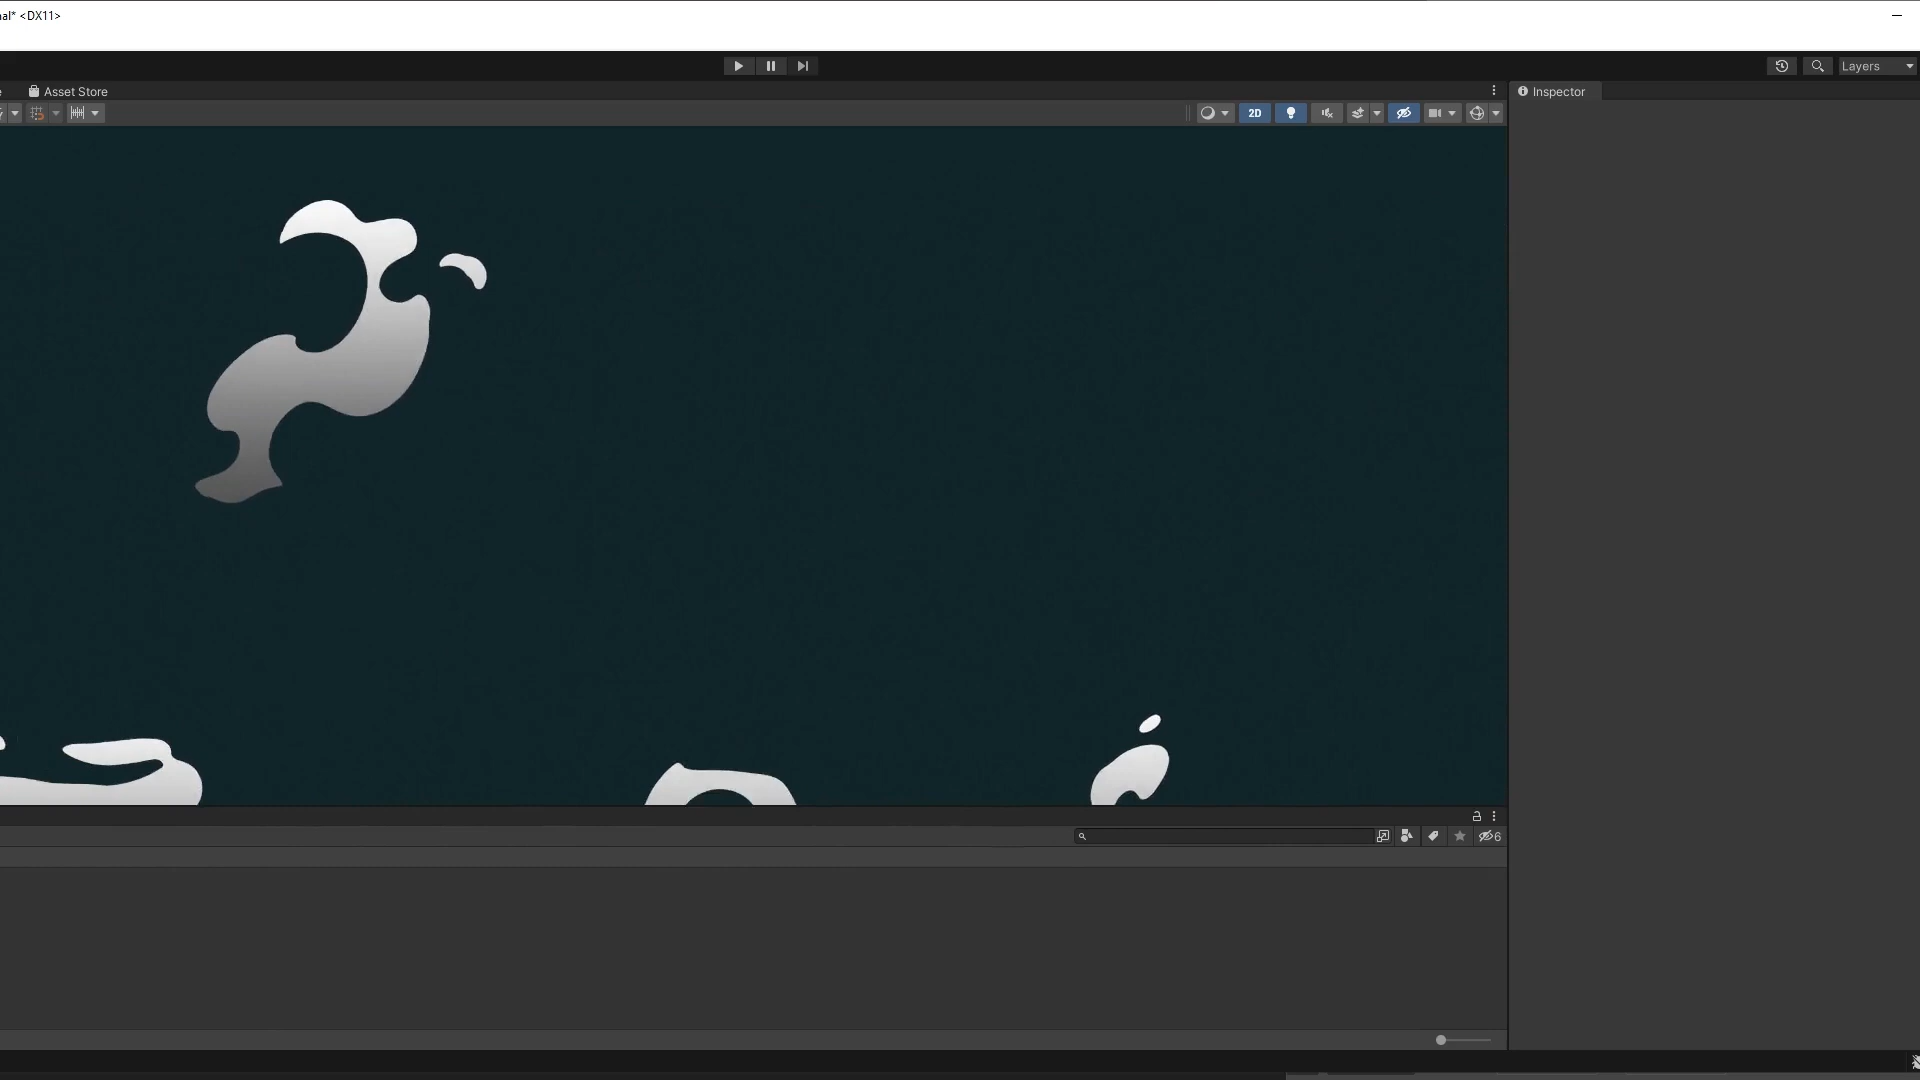 al* <DX11>
Layers
Asset Store
Inspector
2D
6